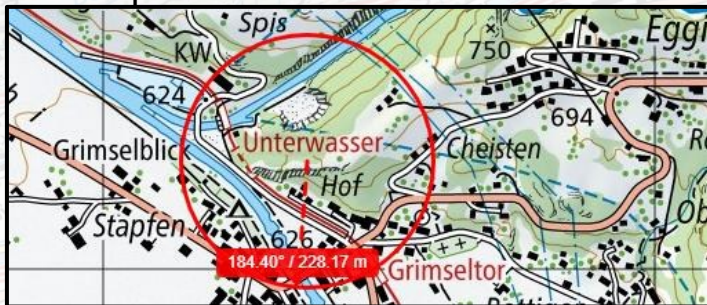 Spis
Eggi
KW
750
624
694
Unterwasser
Grimselblick
Cheisten
Hof
Stapfen
626
184.40° / 228.17 m
Grimseltor